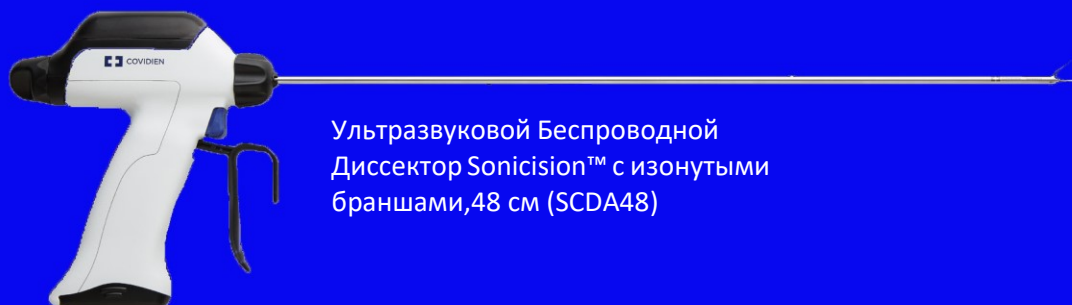 COVIDIEN
Ультразвуковой Беспроводной
Диссектор Sonicision™ с изонутыми
браншами,48 см (SCDA48)